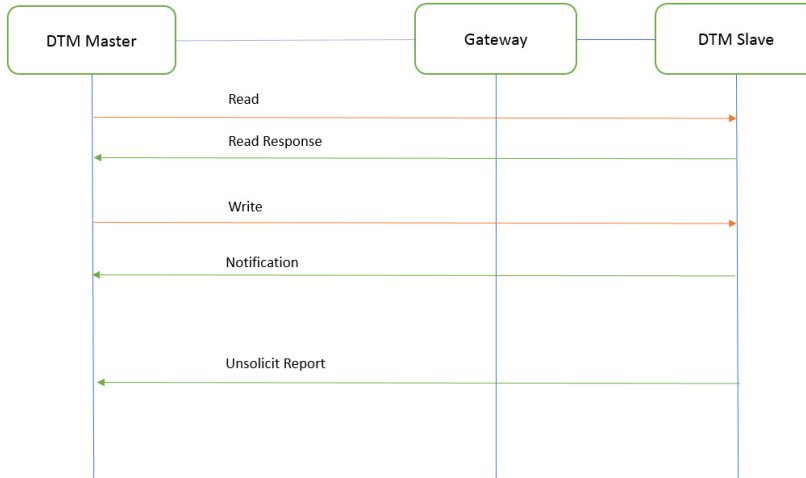 DTM Master
Gateway
DTM Slave
Read
Read Response
Write
Notification
Unsolicit Report